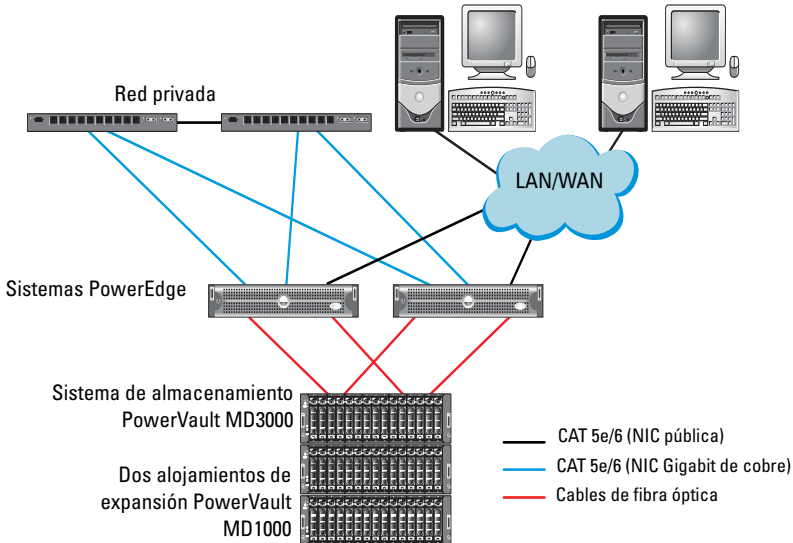 Red privada
LAN/WAN
Sistemas PowerEdge
Sistema de almacenamiento
PowerVault MD3000
Dos alojamientos de
expansión PowerVault
MD1000
CAT 5e/6 (NIC pública)
CAT 5e/6 (NIC Gigabit de cobre)
Cables de fibra óptica